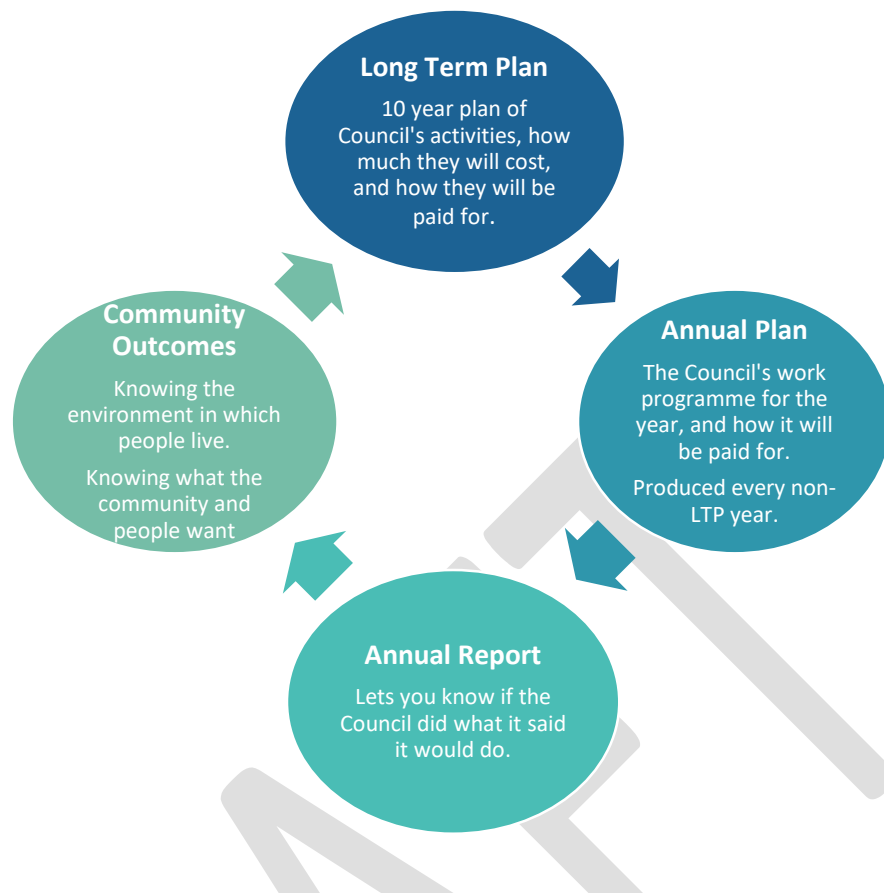 Long Term Plan
10 year plan of
Council's activities, how
much they will cost,
and how they will be
paid for.
Annual Plan
The Council's work
programme for the
year, and how it will
be paid for.
Produced every non-
LTP year.
Annual Report
Lets you know if the
Council did what it said
it would do.
Community
Outcomes
Knowing the
environment in which
people live.
Knowing what the
community and
people want